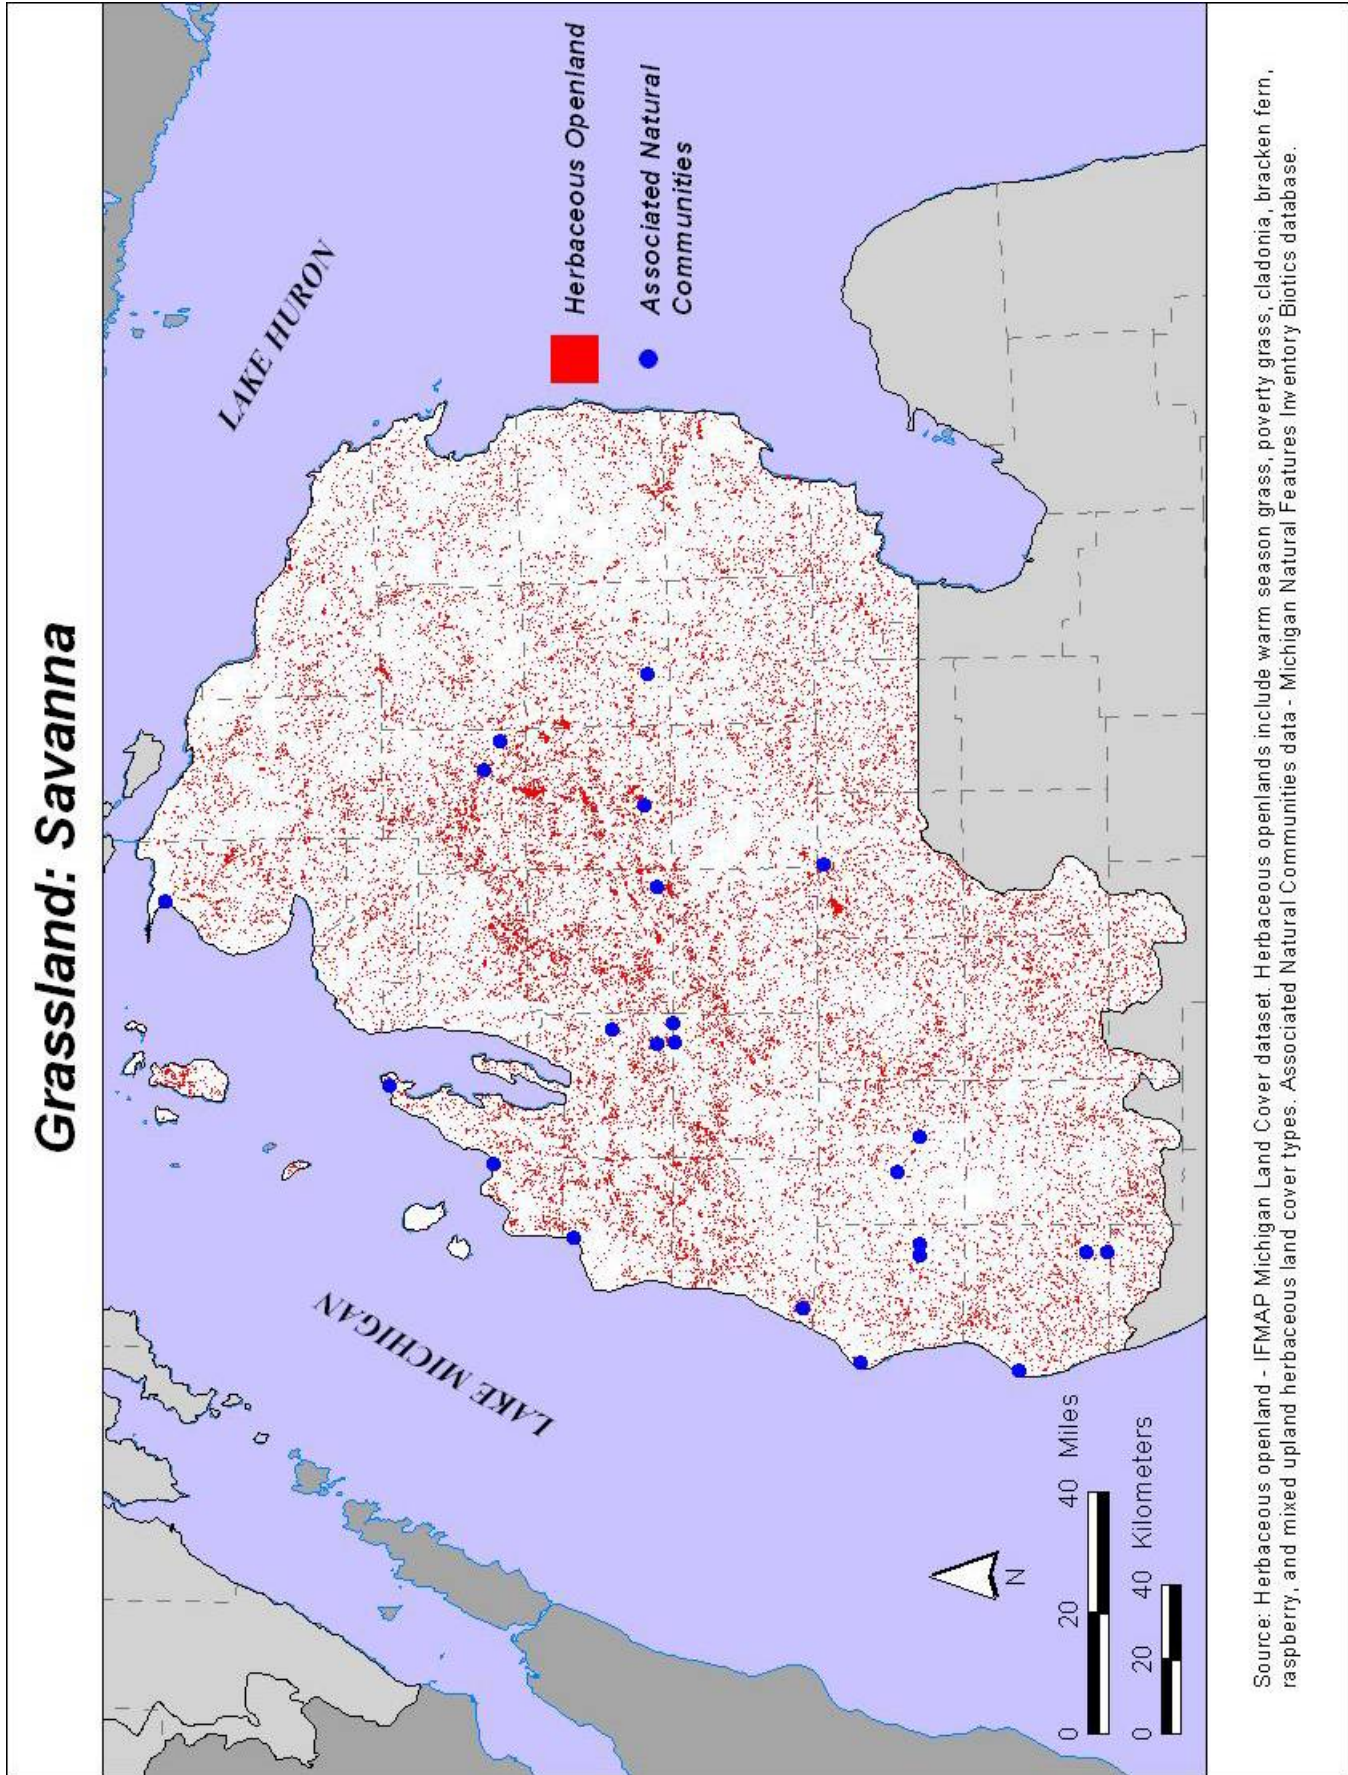 Grassland: Savanna
LAKE HURON
Herbaceous Openland
Associated Natural
Communities
LAKE MICHIGAN
N
0 20 40 Miles
0 20 40 Kilometers
Source: Herbaceous openland - IFMAP Michigan Land Cover dataset. Herbaceous openlands include warm season grass, poverty grass, cladonia, bracken fern,
raspberry, and mixed upland herbaceous land cover types. Associated Natural Communities data - Michigan Natural Features Inventory Biotics database.